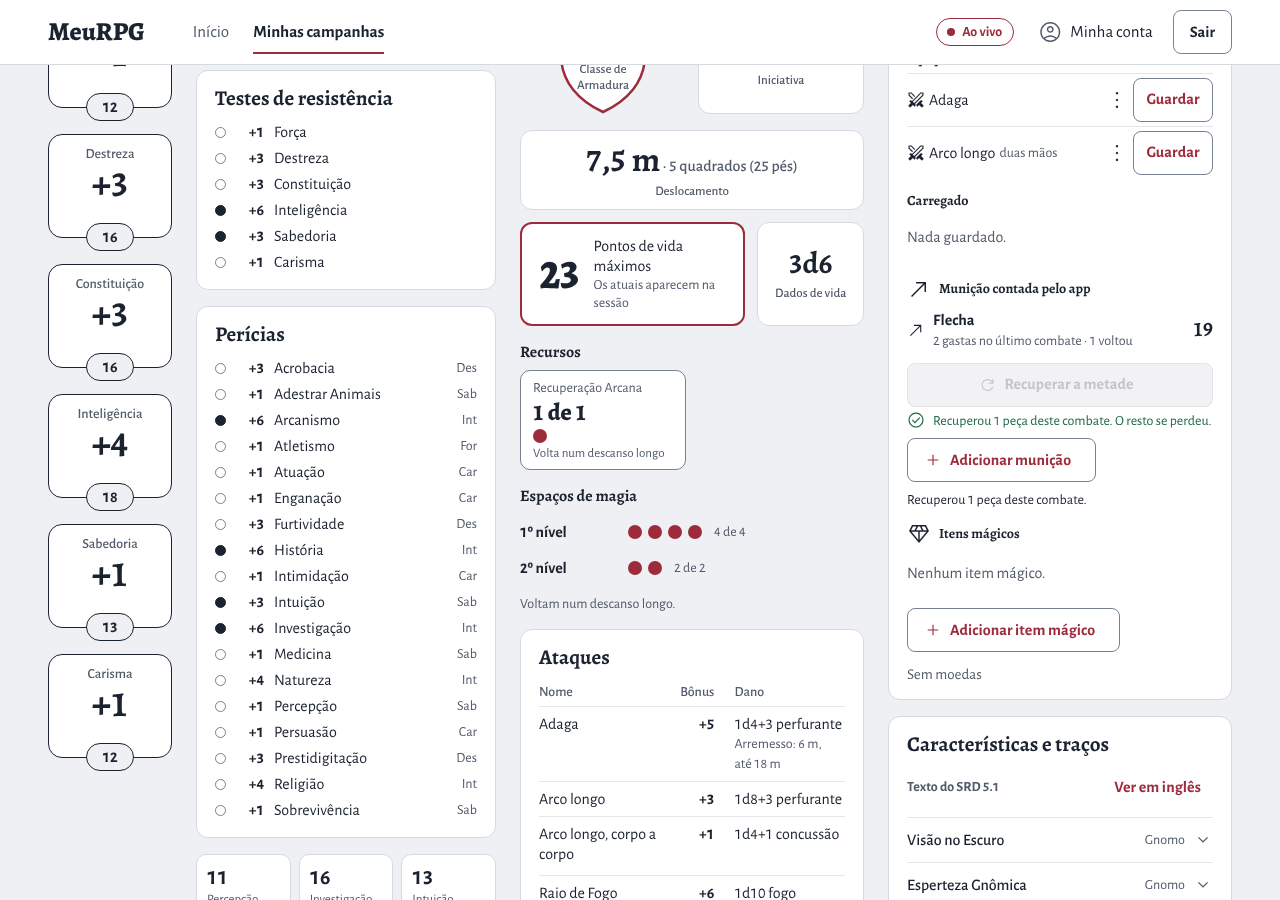 MeuRPG
Início
Minhas campanhas
Ao vivo
Minha conta
Sair
12
Destreza
+3
16
Constituição
+3
16
Inteligência
+4
18
Sabedoria
+1
13
Carisma
+1
12
Testes de resistência
+1 Força
+3 Destreza
+3 Constituição
+6 Inteligência
+3 Sabedoria
+1 Carisma
Perícias
+3 Acrobacia Des
+1 Adestrar Animais Sab
+6 Arcanismo Int
+1 Atletismo For
+1 Atuação Car
+1 Enganação Car
+3 Furtividade Des
+6 História Int
+1 Intimidação Car
+3 Intuição Sab
+6 Investigação Int
+1 Medicina Sab
+4 Natureza Int
+1 Percepção Sab
+1 Persuasão Car
+3 Prestidigitação Des
+4 Religião Int
+1 Sobrevivência Sab
11
Percepção
16
Investigação
13
Intuição
Classe de
Armadura
Iniciativa
7,5 m · 5 quadrados (25 pés)
Deslocamento
23
Pontos de vida
máximos
Os atuais aparecem na
sessão
3d6
Dados de vida
Recursos
Recuperação Arcana
1 de 1
Volta num descanso longo
Espaços de magia
1º nível 4 de 4
2º nível 2 de 2
Voltam num descanso longo.
Ataques
Nome Bônus Dano
Adaga +5 1d4+3 perfurante
Arremesso: 6 m,
até 18 m
Arco longo +3 1d8+3 perfurante
Arco longo, corpo a
corpo
+1 1d4+1 concussão
Raio de Fogo +6 1d10 fogo
Adaga Guardar
Arco longo duas mãos Guardar
Carregado
Nada guardado.
Munição contada pelo app
Flecha
2 gastas no último combate · 1 voltou
19
Recuperar a metade
Recuperou 1 peça deste combate. O resto se perdeu.
+ Adicionar munição
Recuperou 1 peça deste combate.
Itens mágicos
Nenhum item mágico.
+ Adicionar item mágico
Sem moedas
Características e traços
Texto do SRD 5.1 Ver em inglês
Visão no Escuro Gnomo
Esperteza Gnômica Gnomo